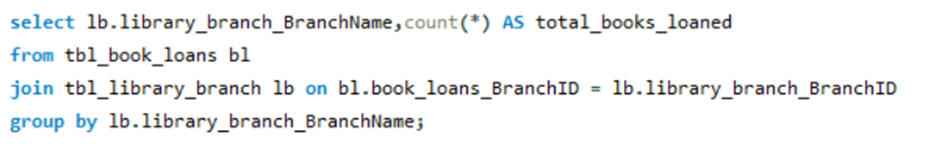 select lb.library_branch_BranchName,count(*) AS total_books_loaned
from tbl_book_loans bl
join tbl_library_branch lb on bl.book_loans_BranchID = lb.library_branch_BranchID
group by lb.library_branch_BranchName;